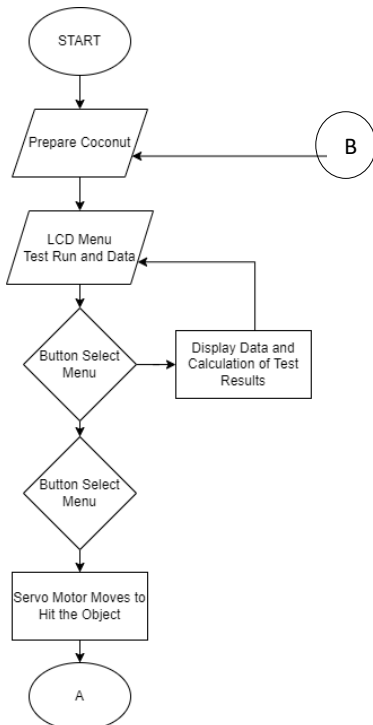 START
Prepare Coconut
B
LCD Menu
Test Run and Data
Button Select
Menu
Display Data and
Calculation of Test
Results
Button Select
Menu
Servo Motor Moves to
Hit the Object
A